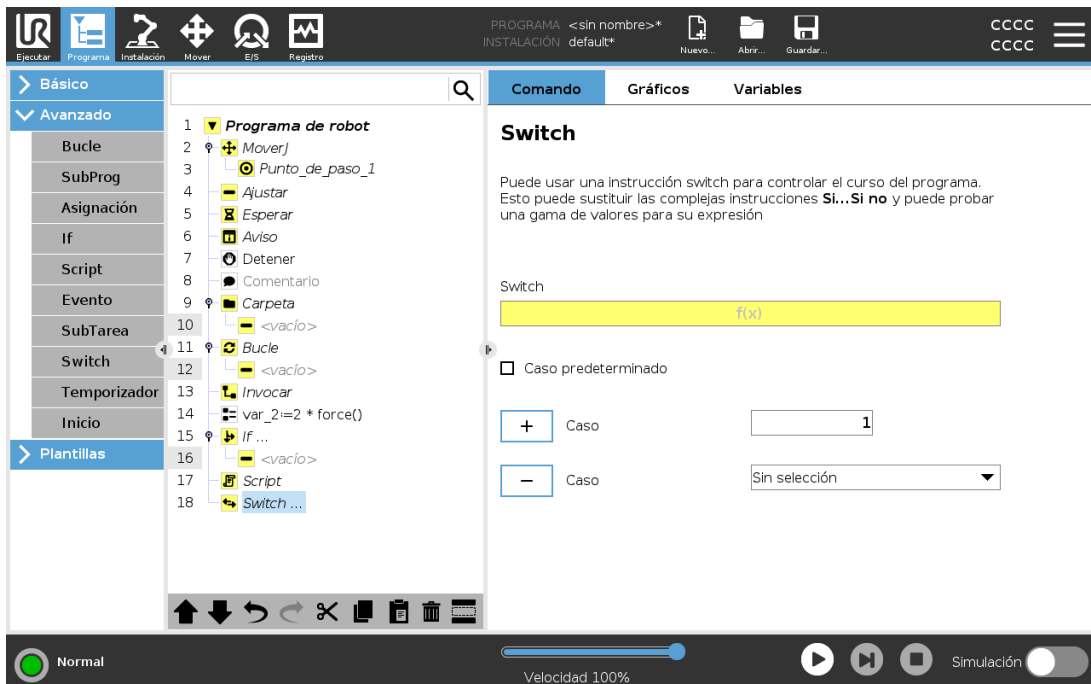 PROGRAMA <sin nombre>*
INSTALACIÓN default*
CCCC
CCCC
Ejecutar Programa Instalación Mover E/S Registro Nuevo... Abrir... Guardar...
Básico
Avanzado
Bucle
SubProg
Asignación
If
Script
Evento
SubTarea
Switch
Temporizador
Inicio
Plantillas
1 Programa de robot
2 MoverJ
3 Punto_de_paso_1
4 Ajustar
5 Esperar
6 Aviso
7 Detener
8 Comentario
9 Carpeta
10 <vacío>
11 Bucle
12 <vacío>
13 Invocar
14 var_2:=2 * force()
15 If ...
16 <vacío>
17 Script
18 Switch ...
Comando Gráficos Variables
Switch
Puede usar una instrucción switch para controlar el curso del programa.
Esto puede sustituir las complejas instrucciones Si...Si no y puede probar
una gama de valores para su expresión
Switch
f(x)
Caso predeterminado
+ Caso 1
− Caso Sin selección
Normal
Velocidad 100%
Simulación